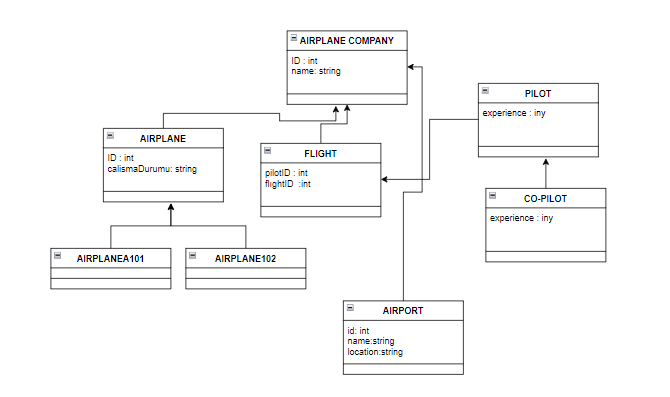 AIRPLANE COMPANY
ID : int
name: string
PILOT
experience : iny
AIRPLANE
ID : int
calismaDurumu: string
FLIGHT
pilotID : int
flightID :int
CO-PILOT
experience : iny
AIRPLANEA101
AIRPLANE102
AIRPORT
id: int
name:string
location:string